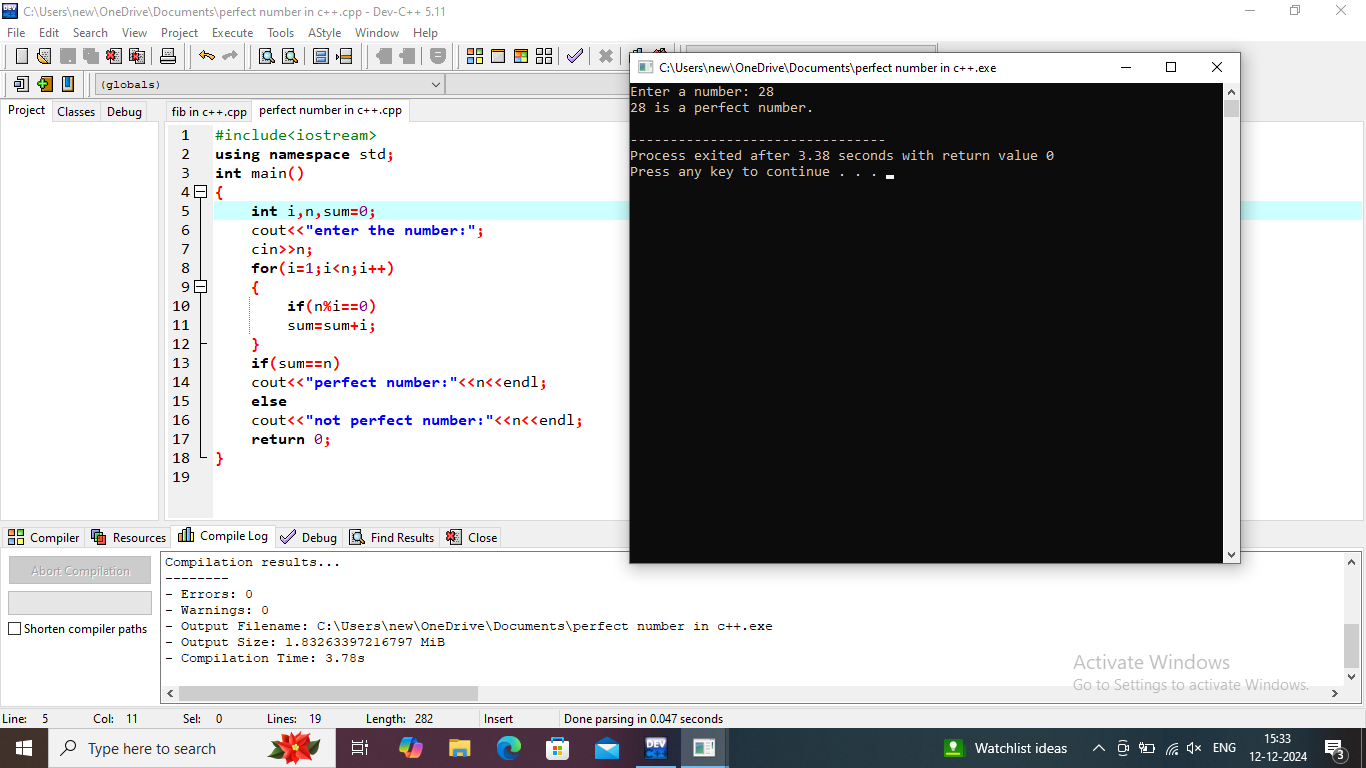 C:\Users\new\OneDrive\Documents\perfect number in c++.cpp - Dev-C++ 5.11
File Edit Search View Project Execute Tools AStyle Window Help
(globals)
Project Classes Debug
fib in c++.cpp perfect number in c++.cpp
1 #include<iostream>
2 using namespace std;
3 int main()
4 {
5 int i,n,sum=0;
6 cout<<"enter the number:";
7 cin>>n;
8 for(i=1;i<n;i++)
9 {
10 if(n%i==0)
11 sum=sum+i;
12 }
13 if(sum==n)
14 cout<<"perfect number:"<<n<<endl;
15 else
16 cout<<"not perfect number:"<<n<<endl;
17 return 0;
18 }
19
C:\Users\new\OneDrive\Documents\perfect number in c++.exe
Enter a number: 28
28 is a perfect number.
--------------------------------
Process exited after 3.38 seconds with return value 0
Press any key to continue . . .
Compiler Resources Compile Log Debug Find Results Close
Abort Compilation
Shorten compiler paths
Compilation results...
--------
- Errors: 0
- Warnings: 0
- Output Filename: C:\Users\new\OneDrive\Documents\perfect number in c++.exe
- Output Size: 1.83263397216797 MiB
- Compilation Time: 3.78s
Activate Windows
Go to Settings to activate Windows.
Line: 5 Col: 11 Sel: 0 Lines: 19 Length: 282 Insert Done parsing in 0.047 seconds
Type here to search
DEV
Watchlist ideas
ENG
15:33
12-12-2024
3